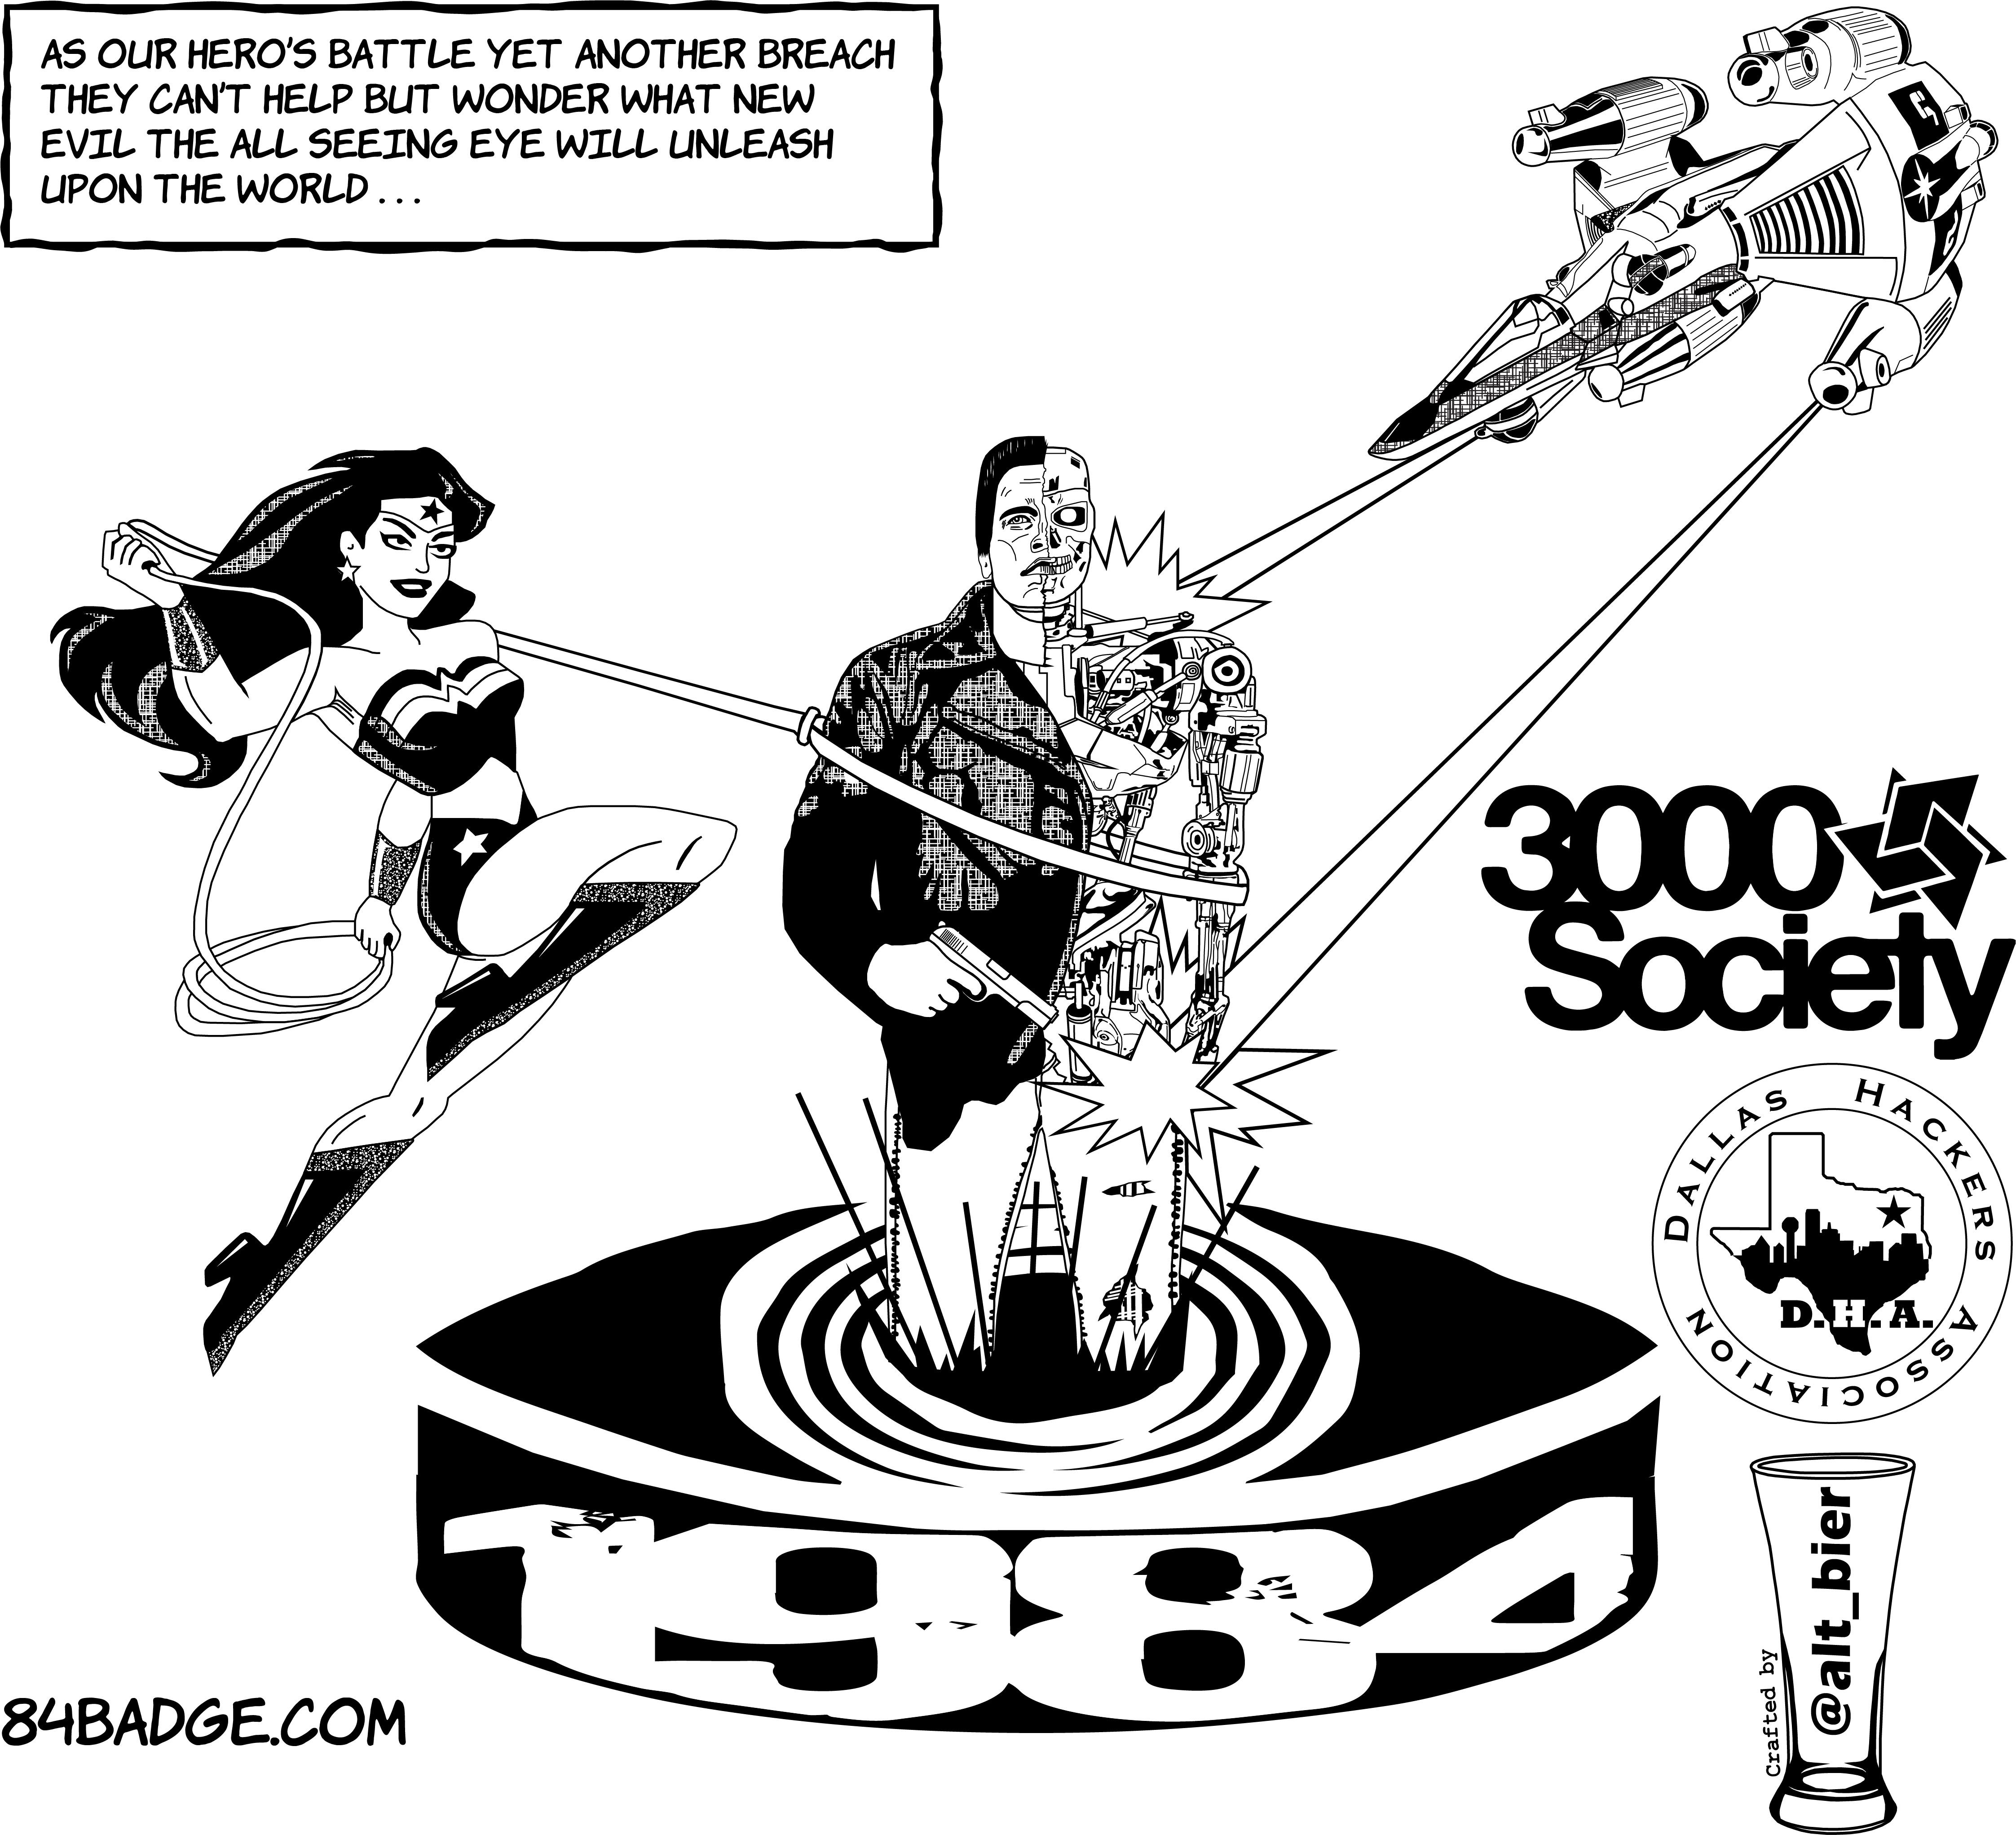 AS OUR HERO'S BATTLE YET ANOTHER BREACH
THEY CAN'T HELP BUT WONDER WHAT NEW
EVIL THE ALL SEEING EYE WILL UNLEASH
UPON THE WORLD . . .
3000
Society
DALLAS HACKERS ASSOCIATION
D.H.A.
1984
84BADGE.COM
Crafted by
@alt_bier